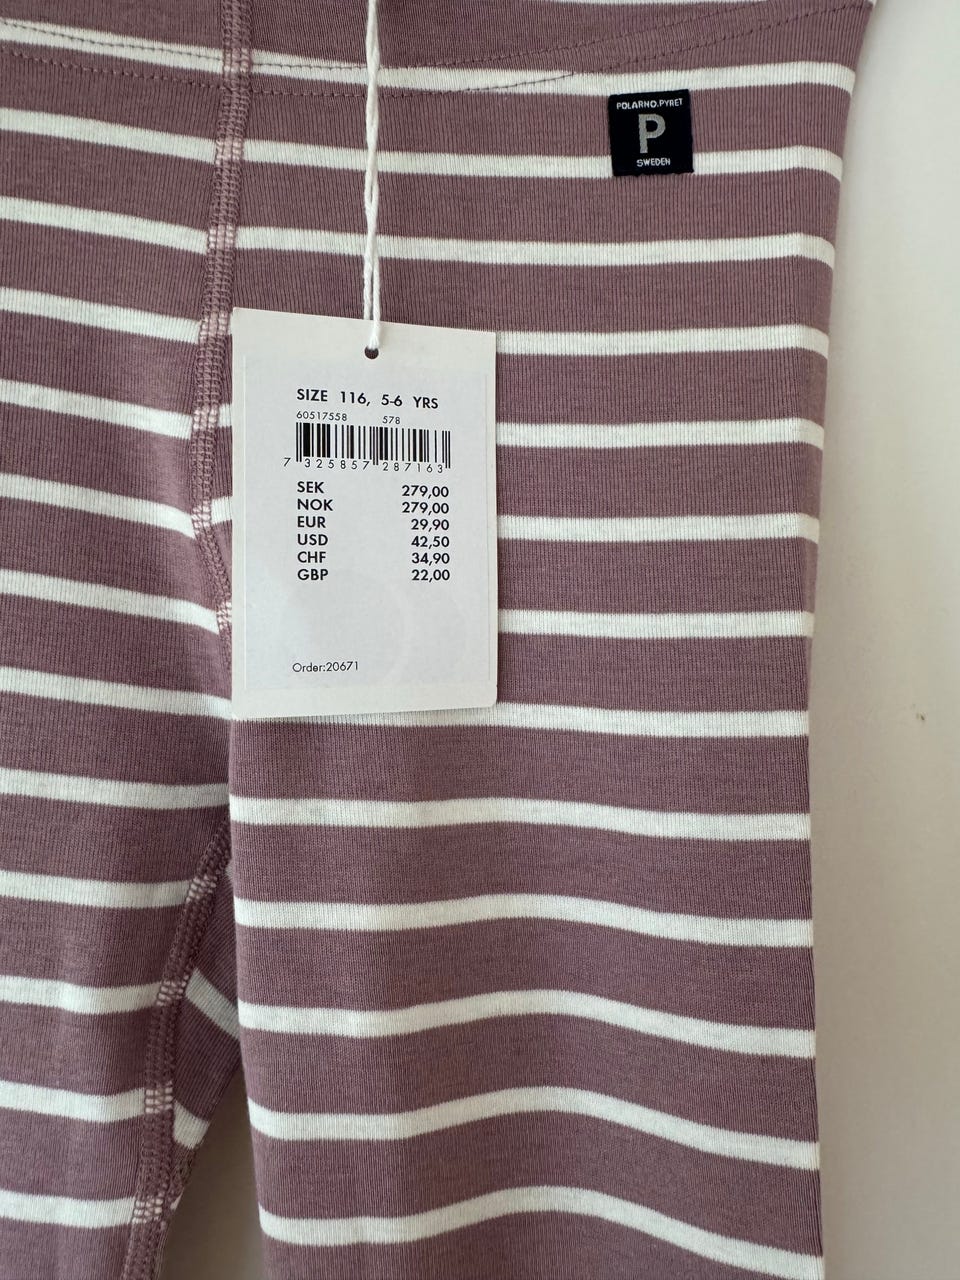 POLARNO.PYRET
P
SWEDEN
SIZE 116, 5-6 YRS
60517558 578
7 325857 287163
SEK 279,00
NOK 279,00
EUR 29,90
USD 42,50
CHF 34,90
GBP 22,00
Order:20671